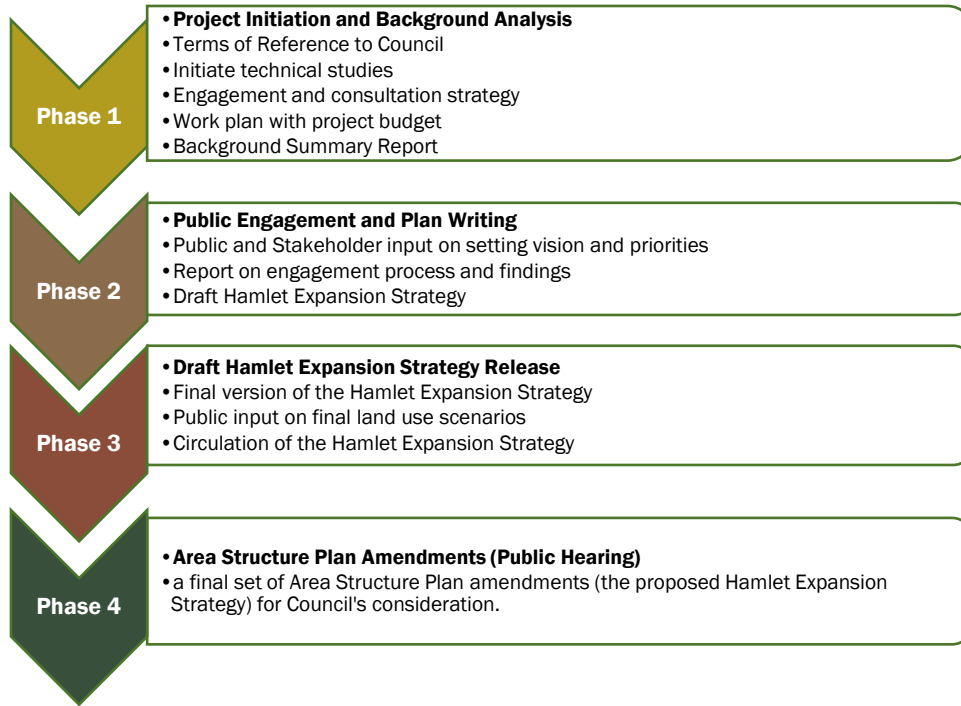 Phase 1
•Project Initiation and Background Analysis
•Terms of Reference to Council
•Initiate technical studies
•Engagement and consultation strategy
•Work plan with project budget
•Background Summary Report
Phase 2
•Public Engagement and Plan Writing
•Public and Stakeholder input on setting vision and priorities
•Report on engagement process and findings
•Draft Hamlet Expansion Strategy
Phase 3
•Draft Hamlet Expansion Strategy Release
•Final version of the Hamlet Expansion Strategy
•Public input on final land use scenarios
•Circulation of the Hamlet Expansion Strategy
Phase 4
•Area Structure Plan Amendments (Public Hearing)
•a final set of Area Structure Plan amendments (the proposed Hamlet Expansion
Strategy) for Council's consideration.